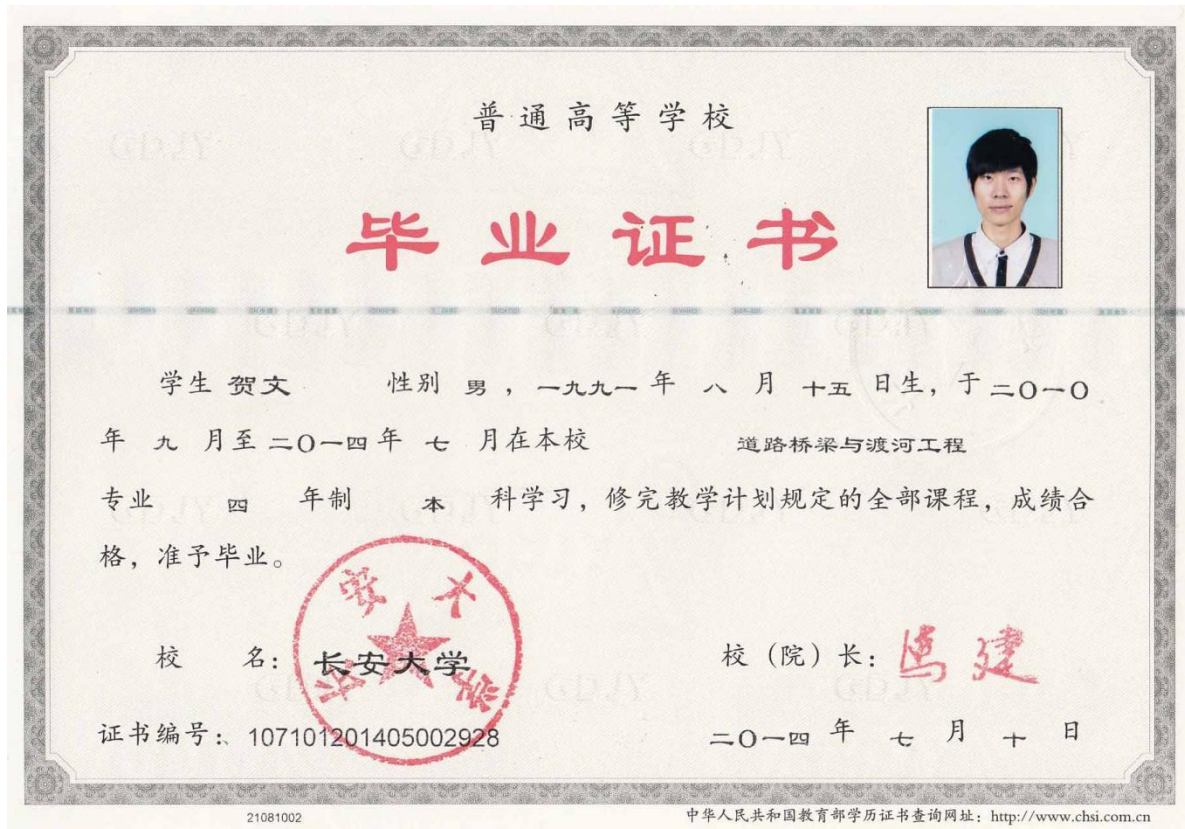 普通高等学校
毕业证书
学生 贺文 性别 男 ，一九九一 年 八 月 十五 日生，于 二〇一〇
年 九 月至 二〇一四 年 七 月在本校 道路桥梁与渡河工程
专业 四 年制 本 科学习，修完教学计划规定的全部课程，成绩合
格，准予毕业。
校 名： 长安大学
长安大学
校（院）长： 马建
证书编号： 107101201405002928
二〇一四 年 七 月 十 日
21081002
中华人民共和国教育部学历证书查询网址：http://www.chsi.com.cn